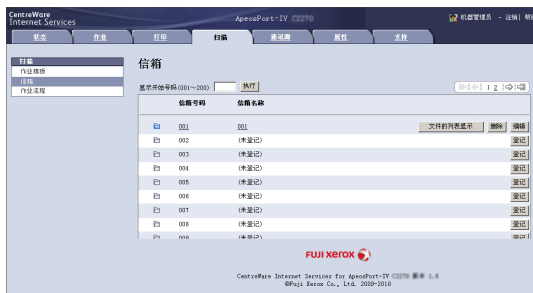 CentreWare
Internet Services
ApeosPort-IV C2270
机器管理员 - 注销| 帮
状态 作业 打印 扫描 通讯簿 属性 支持
扫描
作业模板
信箱
作业流程
信箱
显示开始号码(001~200) 执行
1 2
信箱号码 信箱名称
001 001 文件的列表显示 删除 编辑
002 (未登记) 登记
003 (未登记) 登记
004 (未登记) 登记
005 (未登记) 登记
006 (未登记) 登记
007 (未登记) 登记
008 (未登记) 登记
009 (未登记) 登记
FUJI XEROX
CentreWare Internet Services for ApeosPort-IV C2270 版本 1.8
©Fuji Xerox Co., Ltd. 2009-2010